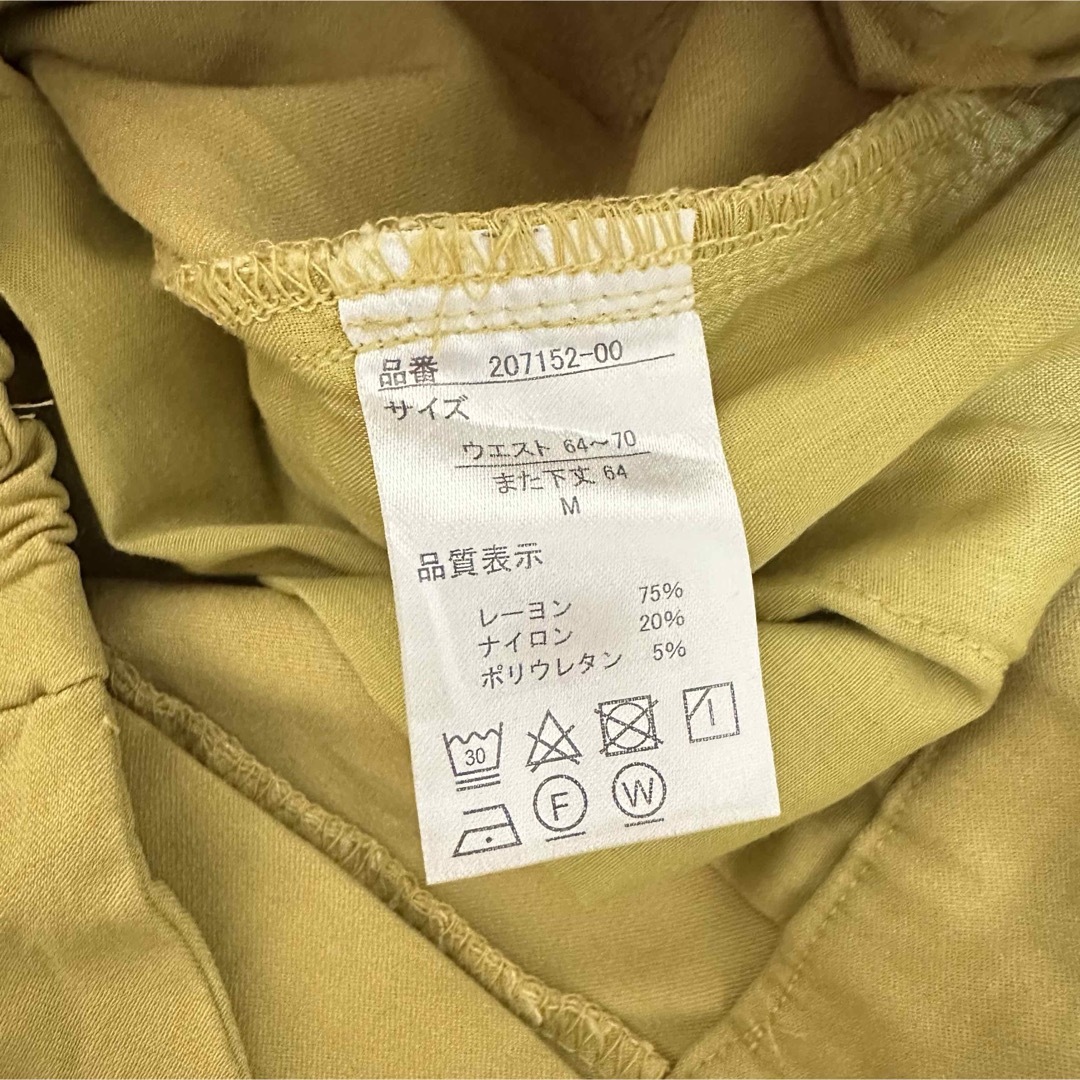 品番 207152-00
サイズ
ウエスト 64～70
また下丈 64
M
品質表示
レーヨン 75%
ナイロン 20%
ポリウレタン 5%
30
F W